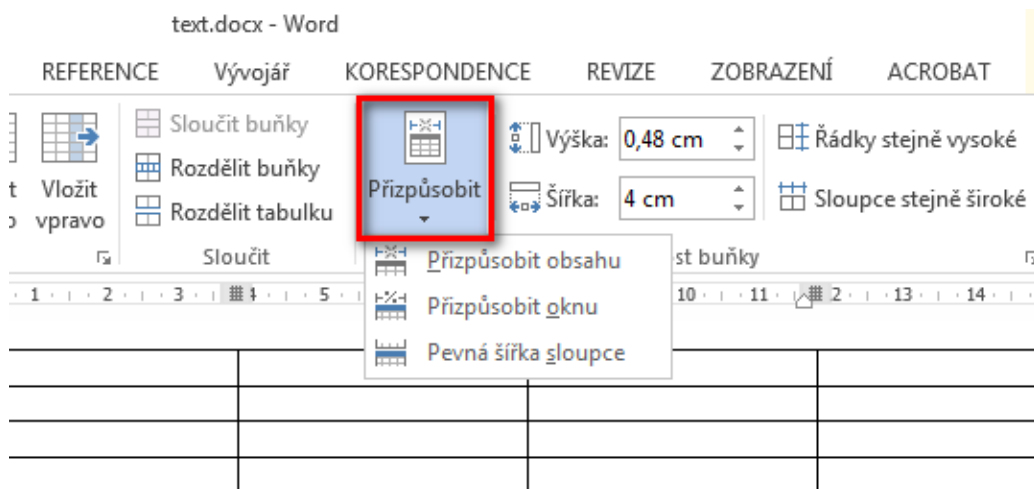 text.docx - Word
REFERENCE Vývojář KORESPONDENCE REVIZE ZOBRAZENÍ ACROBAT
Sloučit buňky
Rozdělit buňky
Rozdělit tabulku
Vložit
vpravo
Sloučit
Přizpůsobit
Výška: 0,48 cm
Šířka: 4 cm
Řádky stejně vysoké
Sloupce stejně široké
st buňky
Přizpůsobit obsahu
Přizpůsobit oknu
Pevná šířka sloupce
1 2 3 4 5 10 11 12 13 14